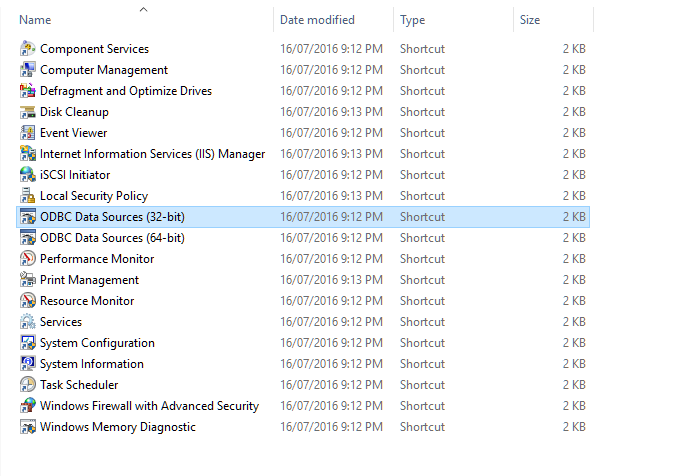 Name Date modified Type Size
Component Services 16/07/2016 9:12 PM Shortcut 2 KB
Computer Management 16/07/2016 9:12 PM Shortcut 2 KB
Defragment and Optimize Drives 16/07/2016 9:12 PM Shortcut 2 KB
Disk Cleanup 16/07/2016 9:13 PM Shortcut 2 KB
Event Viewer 16/07/2016 9:12 PM Shortcut 2 KB
Internet Information Services (IIS) Manager 16/07/2016 9:13 PM Shortcut 2 KB
iSCSI Initiator 16/07/2016 9:12 PM Shortcut 2 KB
Local Security Policy 16/07/2016 9:13 PM Shortcut 2 KB
ODBC Data Sources (32-bit) 16/07/2016 9:12 PM Shortcut 2 KB
ODBC Data Sources (64-bit) 16/07/2016 9:12 PM Shortcut 2 KB
Performance Monitor 16/07/2016 9:12 PM Shortcut 2 KB
Print Management 16/07/2016 9:13 PM Shortcut 2 KB
Resource Monitor 16/07/2016 9:12 PM Shortcut 2 KB
Services 16/07/2016 9:12 PM Shortcut 2 KB
System Configuration 16/07/2016 9:12 PM Shortcut 2 KB
System Information 16/07/2016 9:12 PM Shortcut 2 KB
Task Scheduler 16/07/2016 9:12 PM Shortcut 2 KB
Windows Firewall with Advanced Security 16/07/2016 9:12 PM Shortcut 2 KB
Windows Memory Diagnostic 16/07/2016 9:12 PM Shortcut 2 KB